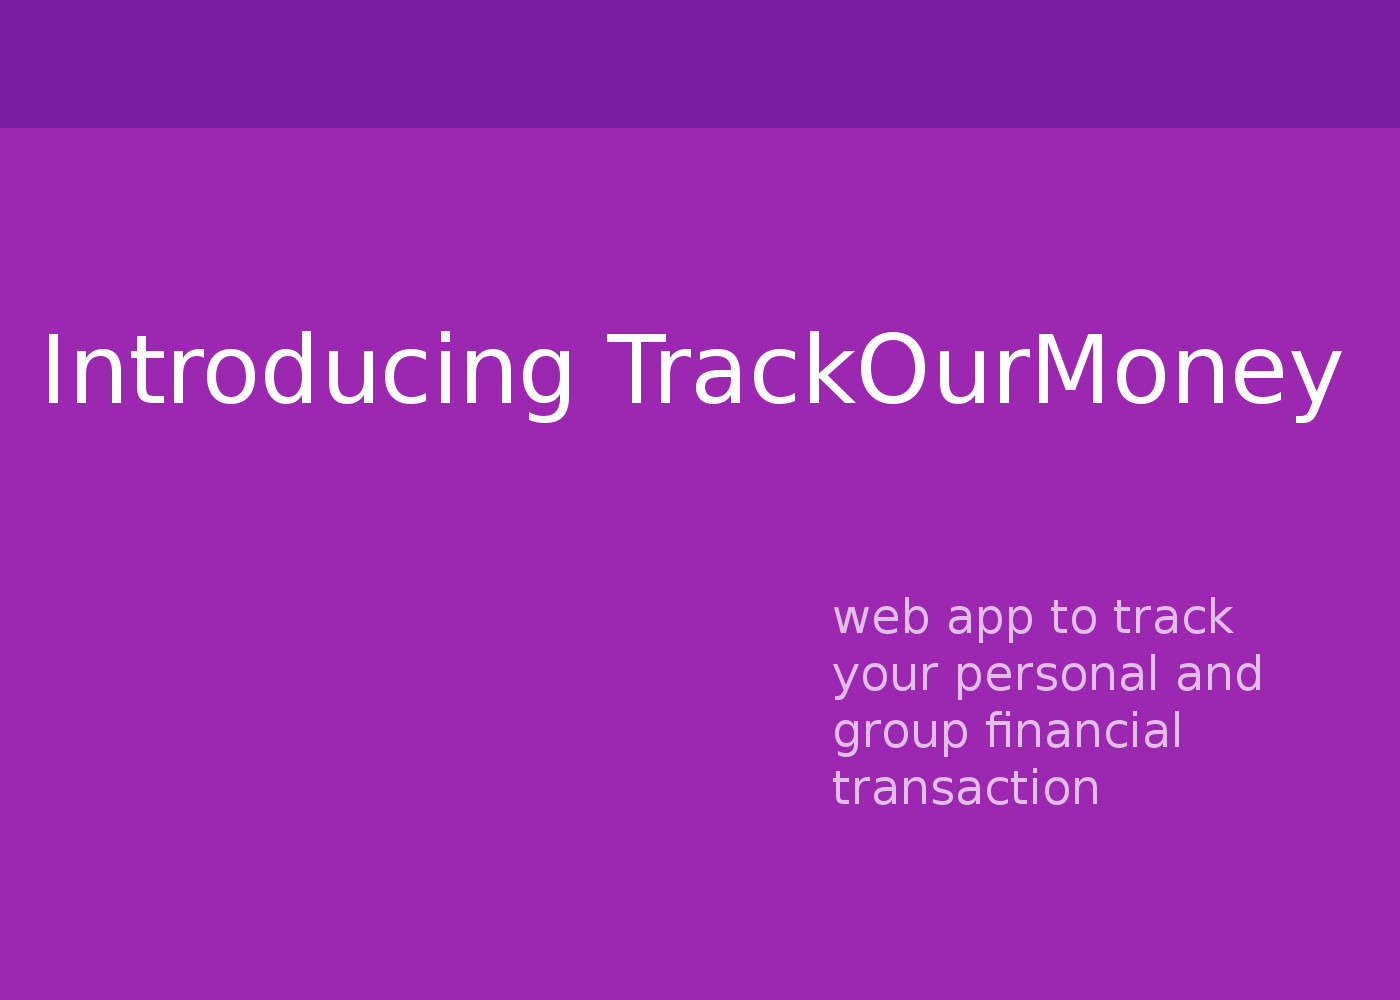 Introducing TrackOurMoney
web app to track
your personal and
group financial
transaction